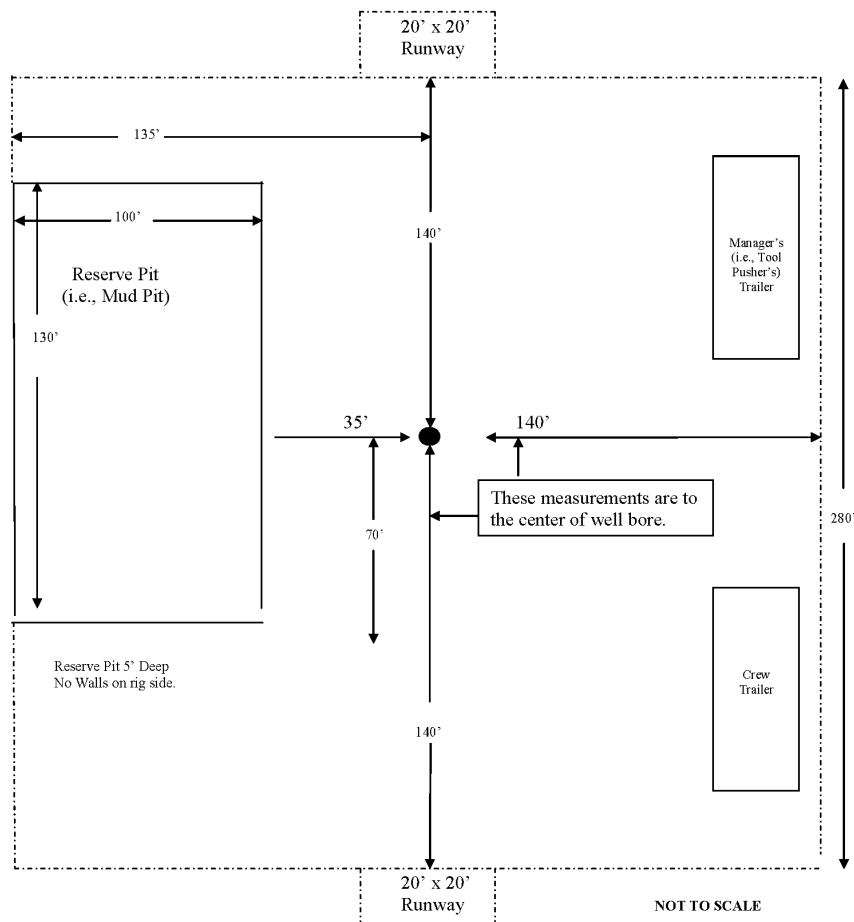 20’ x 20’
Runway
135’
100’
140’
Manager’s
(i.e., Tool
Pusher’s)
Trailer
Reserve Pit
(i.e., Mud Pit)
130’
35’
140’
These measurements are to
the center of well bore.
280’
70’
Reserve Pit 5’ Deep
No Walls on rig side.
Crew
Trailer
140’
20’ x 20’
Runway
NOT TO SCALE